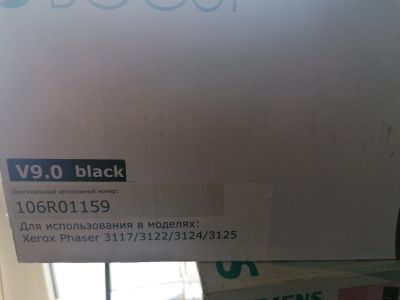 V9.0 black
Оригинальный каталожный номер:
106R01159
Для использования в моделях:
Xerox Phaser 3117/3122/3124/3125